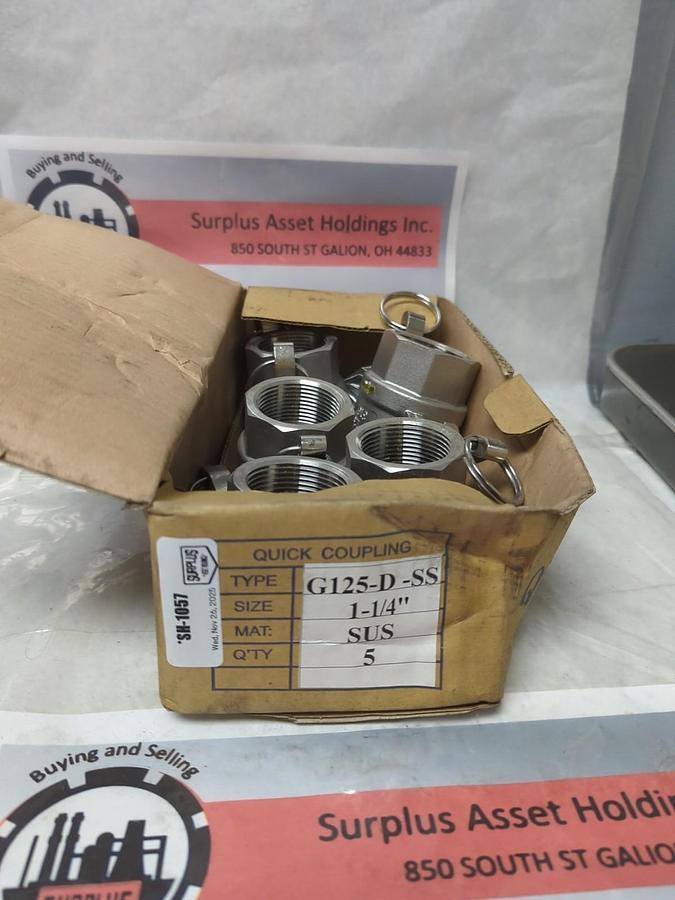 Buying and Selling
Surplus Asset Holdings Inc.
850 SOUTH ST GALION, OH 44833
QUICK COUPLING
TYPE G125-D -SS
SIZE 1-1/4"
MAT: SUS
Q'TY 5
*SH-1057
Wed, Nov 26, 2025
SURPLUS
Buying and Selling
Surplus Asset Holdin
850 SOUTH ST GALIO
SURPLUS